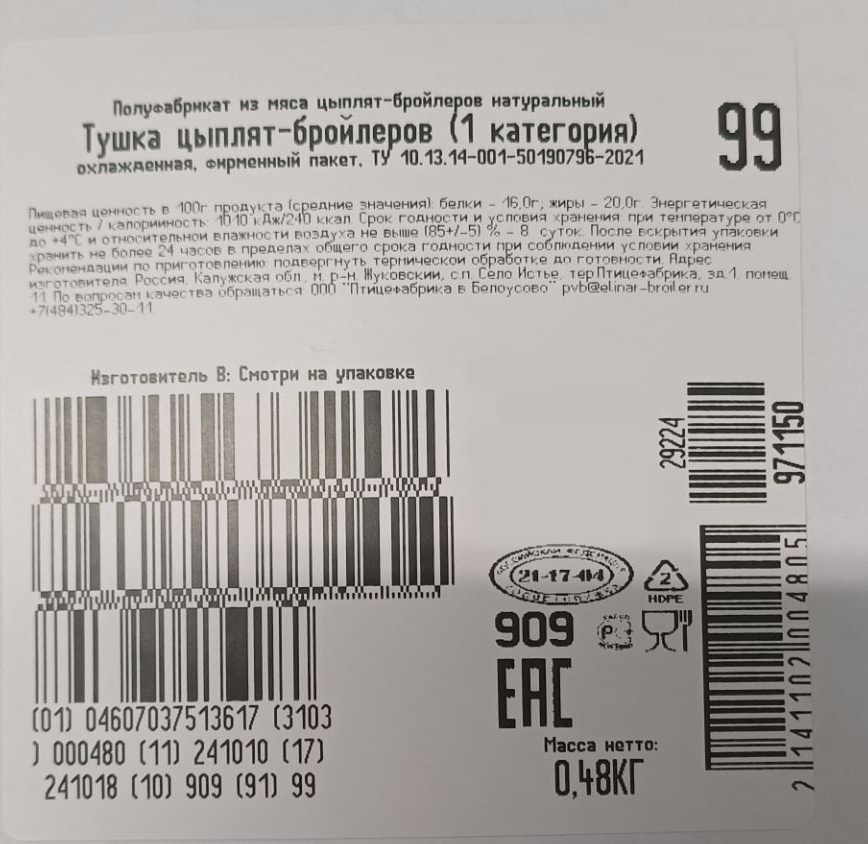 Полуфабрикат из мяса цыплят-бройлеров натуральный
Тушка цыплят-бройлеров (1 категория)
охлажденная, фирменный пакет, ТУ 10.13.14-001-50190796-2021
99
Пищевая ценность в 100г продукта (средние значения): белки - 16,0г; жиры - 20,0г. Энергетическая
ценность / калорийность: 1010 кДж/240 ккал. Срок годности и условия хранения при температуре от 0°С
до +4°С и относительной влажности воздуха не выше (85+/-5) % - 8 суток. После вскрытия упаковки
хранить не более 24 часов в пределах общего срока годности при соблюдении условий хранения
Рекомендации по приготовлению: подвергнуть термической обработке до готовности. Адрес
изготовителя: Россия, Калужская обл., м. р-н. Жуковский, с.п. Село Истье, тер.Птицефабрика, зд.1, помещ.
11 По вопросам качества обращаться: ООО "Птицефабрика в Белоусово" pvb@elinar-broiler.ru
+7(484)325-30-11
Изготовитель В: Смотри на упаковке
29224
971150
21-17-414
2
HDPE
909
EAC
Масса нетто:
0,48КГ
2141102004805
(01) 04607037513617 (3103
) 000480 (11) 241010 (17)
241018 (10) 909 (91) 99